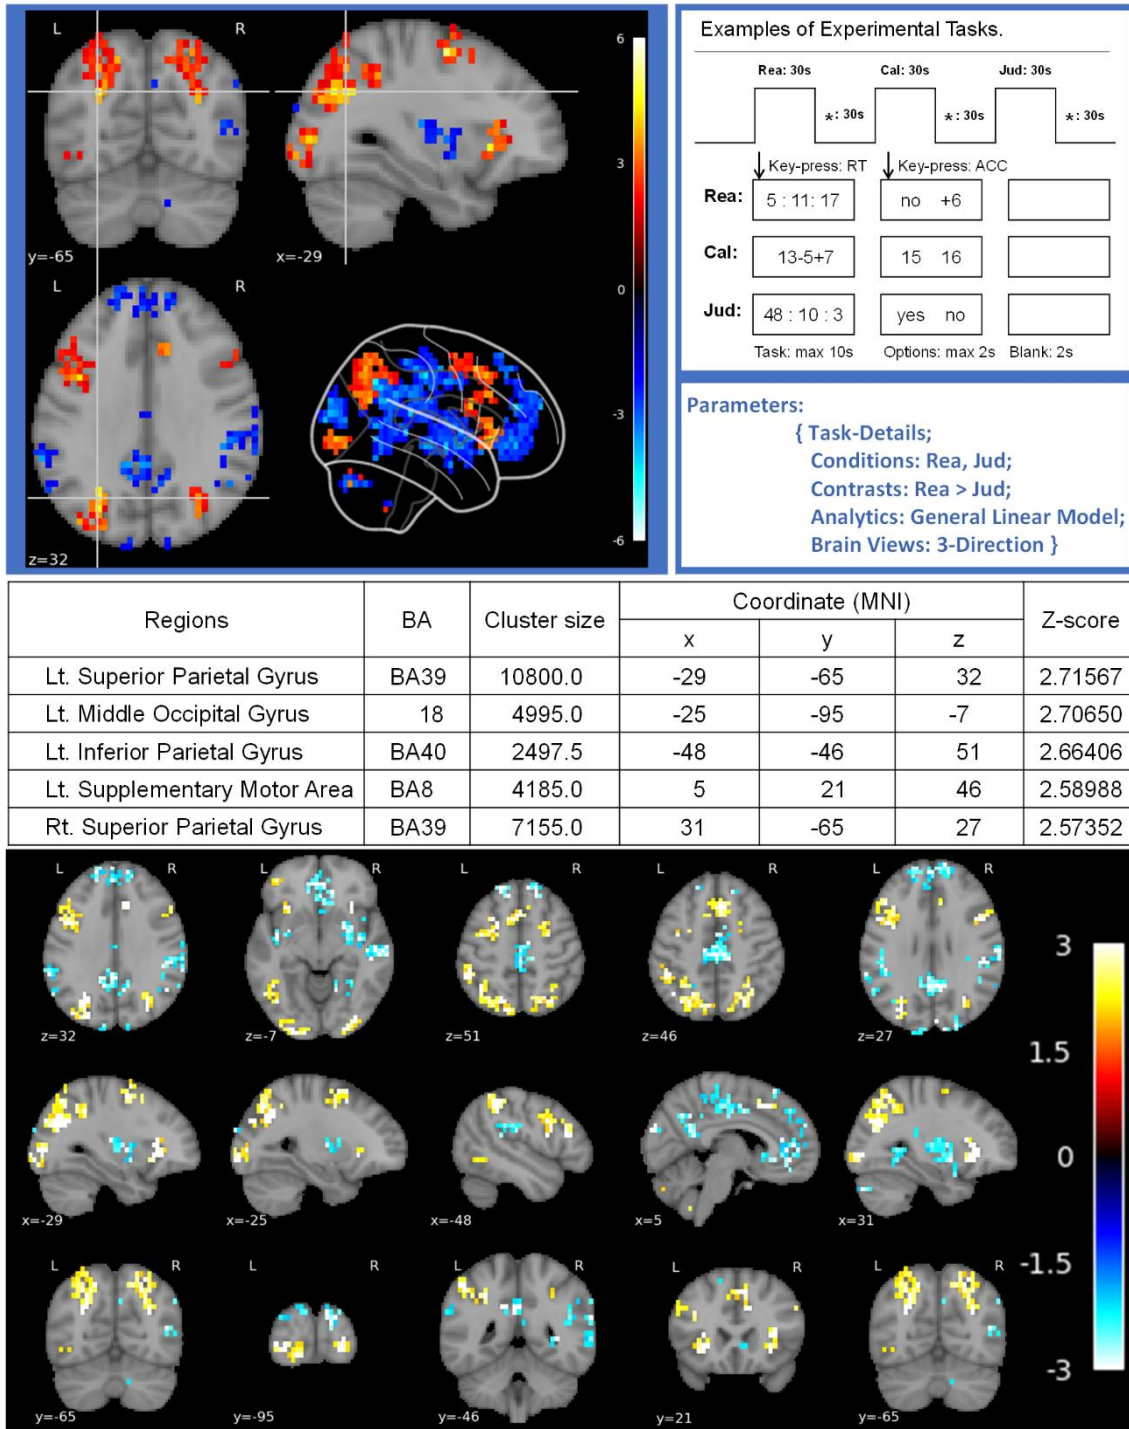 L R
6
3
0
-3
-6
y=-65
x=-29
L R
z=32
Examples of Experimental Tasks.
Rea: 30s Cal: 30s Jud: 30s
*: 30s *: 30s *: 30s
Key-press: RT Key-press: ACC
Rea: 5 : 11: 17 no +6
Cal: 13-5+7 15 16
Jud: 48 : 10 : 3 yes no
Task: max 10s Options: max 2s Blank: 2s
Parameters:
{ Task-Details;
Conditions: Rea, Jud;
Contrasts: Rea > Jud;
Analytics: General Linear Model;
Brain Views: 3-Direction }
Regions BA Cluster size Coordinate (MNI) Z-score
x y z
Lt. Superior Parietal Gyrus BA39 10800.0 -29 -65 32 2.71567
Lt. Middle Occipital Gyrus 18 4995.0 -25 -95 -7 2.70650
Lt. Inferior Parietal Gyrus BA40 2497.5 -48 -46 51 2.66406
Lt. Supplementary Motor Area BA8 4185.0 5 21 46 2.58988
Rt. Superior Parietal Gyrus BA39 7155.0 31 -65 27 2.57352
L R L R L R L R L R
z=32 z=-7 z=51 z=46 z=27
x=-29 x=-25 x=-48 x=5 x=31
L R L R L R L R L R
y=-65 y=-95 y=-46 y=21 y=-65
3
1.5
0
-1.5
-3